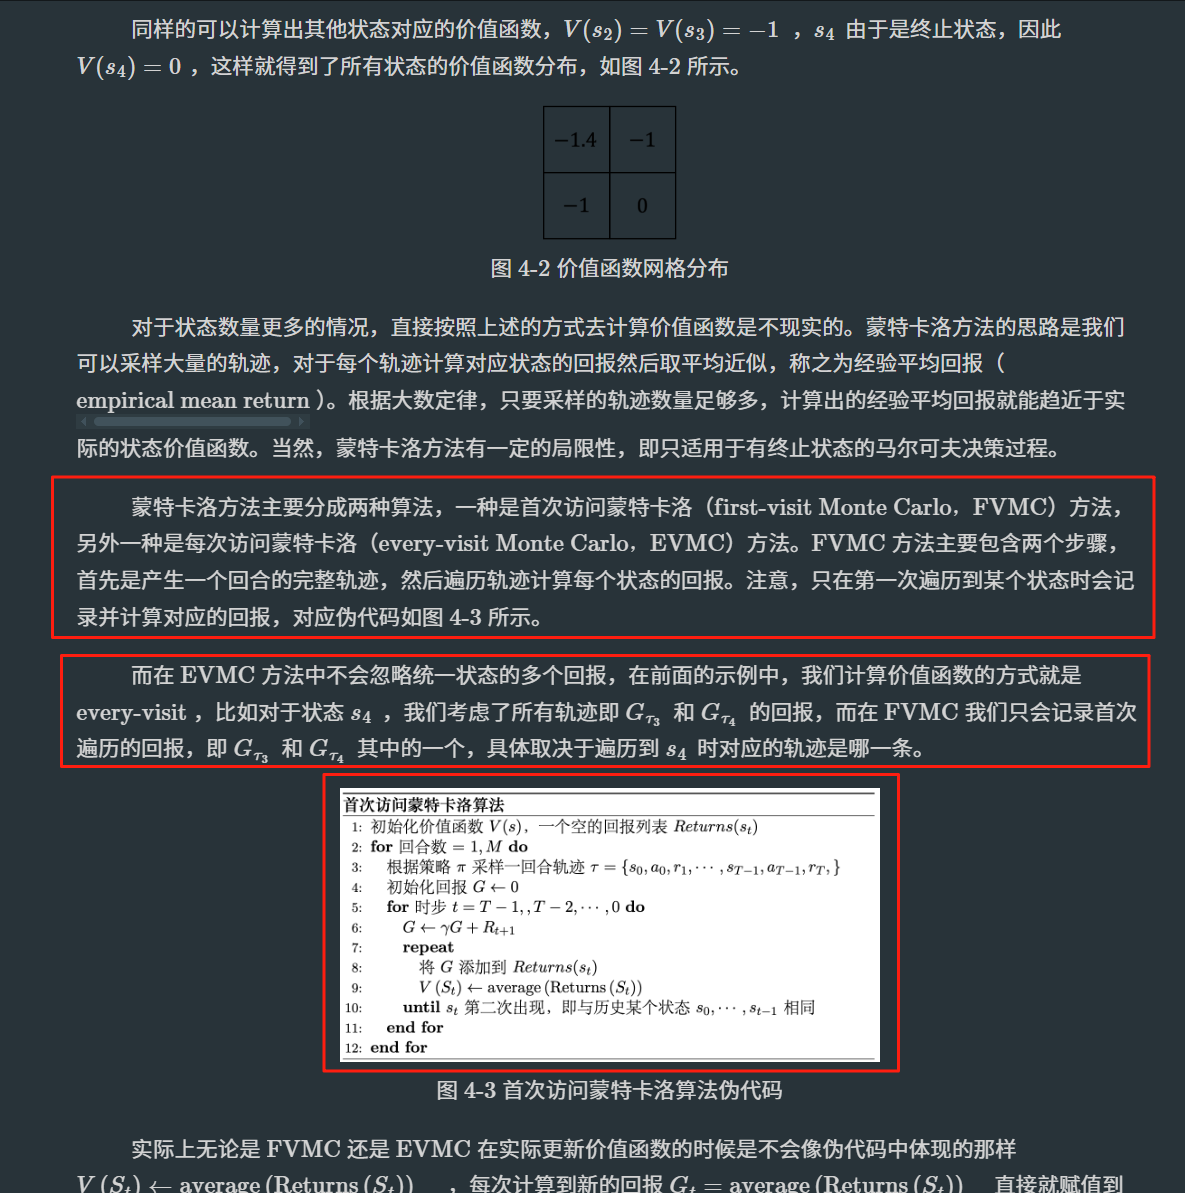 同样的可以计算出其他状态对应的价值函数，V(s₂) = V(s₃) = −1 ，s₄ 由于是终止状态，因此
V(s₄) = 0 ，这样就得到了所有状态的价值函数分布，如图 4-2 所示。
−1.4 −1
−1 0
图 4-2 价值函数网格分布
对于状态数量更多的情况，直接按照上述的方式去计算价值函数是不现实的。蒙特卡洛方法的思路是我们
可以采样大量的轨迹，对于每个轨迹计算对应状态的回报然后取平均近似，称之为经验平均回报（
empirical mean return ）。根据大数定律，只要采样的轨迹数量足够多，计算出的经验平均回报就能趋近于实
际的状态价值函数。当然，蒙特卡洛方法有一定的局限性，即只适用于有终止状态的马尔可夫决策过程。
蒙特卡洛方法主要分成两种算法，一种是首次访问蒙特卡洛（first-visit Monte Carlo，FVMC）方法，
另外一种是每次访问蒙特卡洛（every-visit Monte Carlo，EVMC）方法。FVMC 方法主要包含两个步骤，
首先是产生一个回合的完整轨迹，然后遍历轨迹计算每个状态的回报。注意，只在第一次遍历到某个状态时会记
录并计算对应的回报，对应伪代码如图 4-3 所示。
而在 EVMC 方法中不会忽略统一状态的多个回报，在前面的示例中，我们计算价值函数的方式就是
every-visit ，比如对于状态 s₄ ，我们考虑了所有轨迹即 G_{τ₃} 和 G_{τ₄} 的回报，而在 FVMC 我们只会记录首次
遍历的回报，即 G_{τ₃} 和 G_{τ₄} 其中的一个，具体取决于遍历到 s₄ 时对应的轨迹是哪一条。
首次访问蒙特卡洛算法
1: 初始化价值函数 V(s)，一个空的回报列表 Returns(s_t)
2: for 回合数 = 1, M do
3: 根据策略 π 采样一回合轨迹 τ = {s₀, a₀, r₁, ⋯ , s_{T−1}, a_{T−1}, r_T, }
4: 初始化回报 G ← 0
5: for 时步 t = T − 1, , T − 2, ⋯ , 0 do
6: G ← γG + R_{t+1}
7: repeat
8: 将 G 添加到 Returns(s_t)
9: V (S_t) ← average (Returns (S_t))
10: until s_t 第二次出现，即与历史某个状态 s₀, ⋯ , s_{t−1} 相同
11: end for
12: end for
图 4-3 首次访问蒙特卡洛算法伪代码
实际上无论是 FVMC 还是 EVMC 在实际更新价值函数的时候是不会像伪代码中体现的那样
V (S_t) ← average (Returns (S_t)) ，每次计算到新的回报 G_t = average (Returns (S_t)) 直接就赋值到